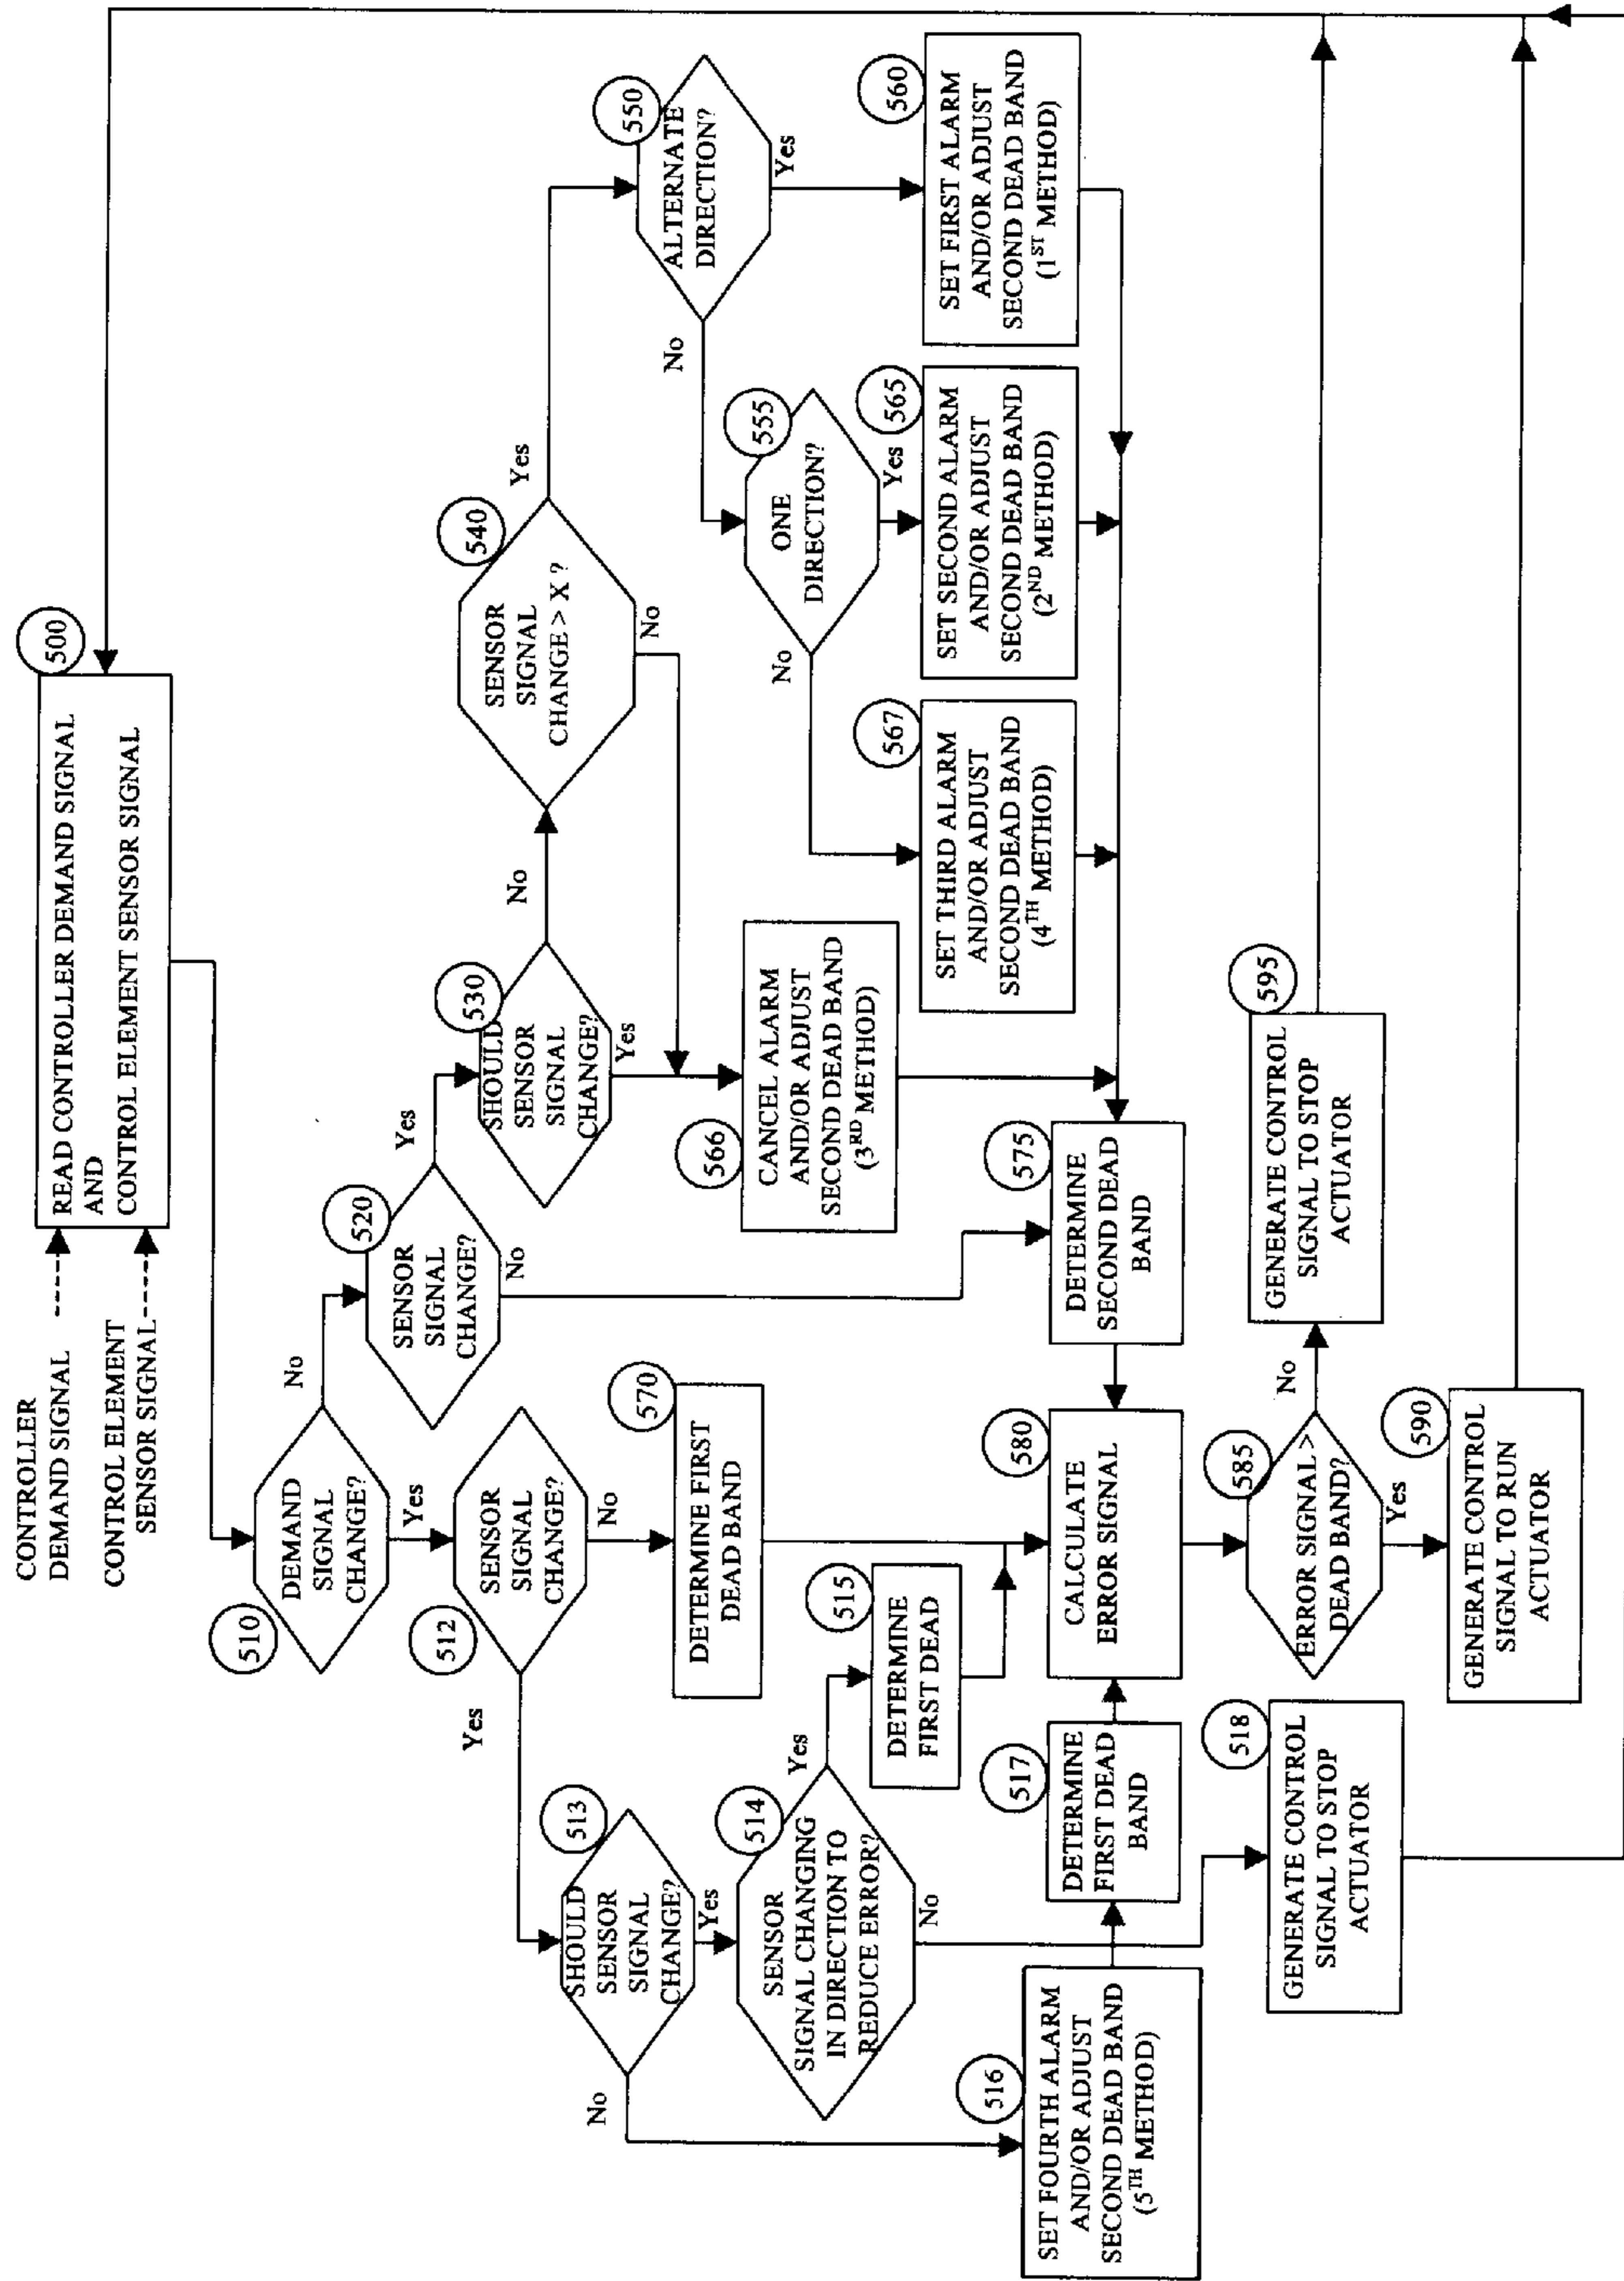 CONTROLLER
DEMAND SIGNAL
CONTROL ELEMENT
SENSOR SIGNAL
500
READ CONTROLLER DEMAND SIGNAL
AND
CONTROL ELEMENT SENSOR SIGNAL
510
DEMAND
SIGNAL
CHANGE?
No
Yes
520
SENSOR
SIGNAL
CHANGE?
Yes
No
512
SENSOR
SIGNAL
CHANGE?
Yes
No
530
SHOULD
SENSOR
SIGNAL
CHANGE?
No
Yes
540
SENSOR
SIGNAL
CHANGE > X ?
Yes
No
550
ALTERNATE
DIRECTION?
No
Yes
555
ONE
DIRECTION?
No
Yes
513
SHOULD
SENSOR
SIGNAL
CHANGE?
No
Yes
514
SENSOR
SIGNAL CHANGING
IN DIRECTION TO
REDUCE ERROR?
Yes
No
570
DETERMINE FIRST
DEAD BAND
566
CANCEL ALARM
AND/OR ADJUST
SECOND DEAD BAND
(3RD METHOD)
567
SET THIRD ALARM
AND/OR ADJUST
SECOND DEAD BAND
(4TH METHOD)
565
SET SECOND ALARM
AND/OR ADJUST
SECOND DEAD BAND
(2ND METHOD)
560
SET FIRST ALARM
AND/OR ADJUST
SECOND DEAD BAND
(1ST METHOD)
515
DETERMINE
FIRST DEAD
516
SET FOURTH ALARM
AND/OR ADJUST
SECOND DEAD BAND
(5TH METHOD)
517
DETERMINE
FIRST DEAD
BAND
580
CALCULATE
ERROR SIGNAL
575
DETERMINE
SECOND DEAD
BAND
518
GENERATE CONTROL
SIGNAL TO STOP
ACTUATOR
585
ERROR SIGNAL >
DEAD BAND?
No
Yes
595
GENERATE CONTROL
SIGNAL TO STOP
ACTUATOR
590
GENERATE CONTROL
SIGNAL TO RUN
ACTUATOR